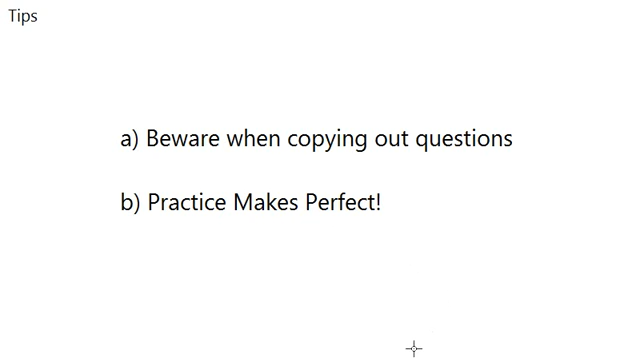 Tips
a) Beware when copying out questions
b) Practice Makes Perfect!